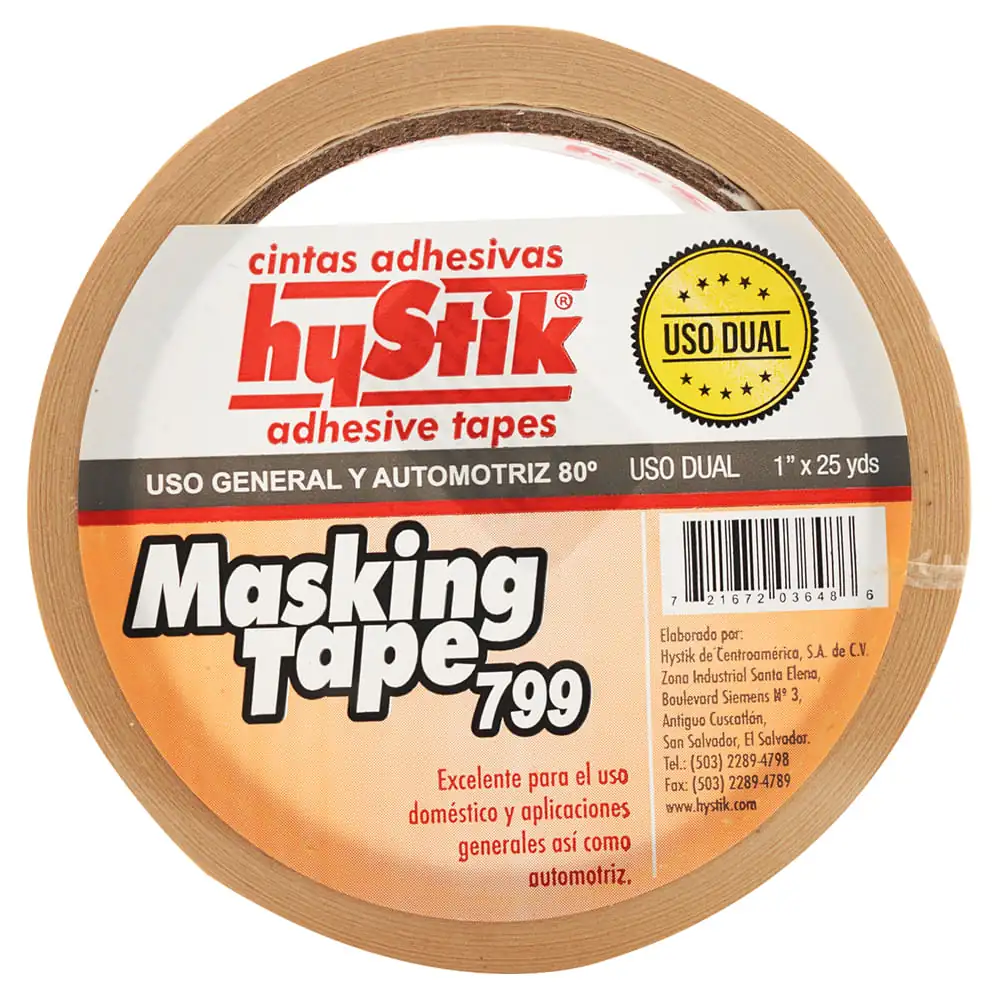 cintas adhesivas
hyStik®
adhesive tapes
USO DUAL
USO GENERAL Y AUTOMOTRIZ 80º USO DUAL 1” x 25 yds
Masking
Tape 799
7 21672 03648 6
Elaborado por:
Hystik de Centroamérica, S.A. de C.V.
Zona Industrial Santa Elena,
Boulevard Siemens Nº 3,
Antiguo Cuscatlán,
San Salvador, El Salvador.
Tel.: (503) 2289-4798
Fax: (503) 2289-4789
www.hystik.com
Excelente para el uso
doméstico y aplicaciones
generales así como
automotriz.